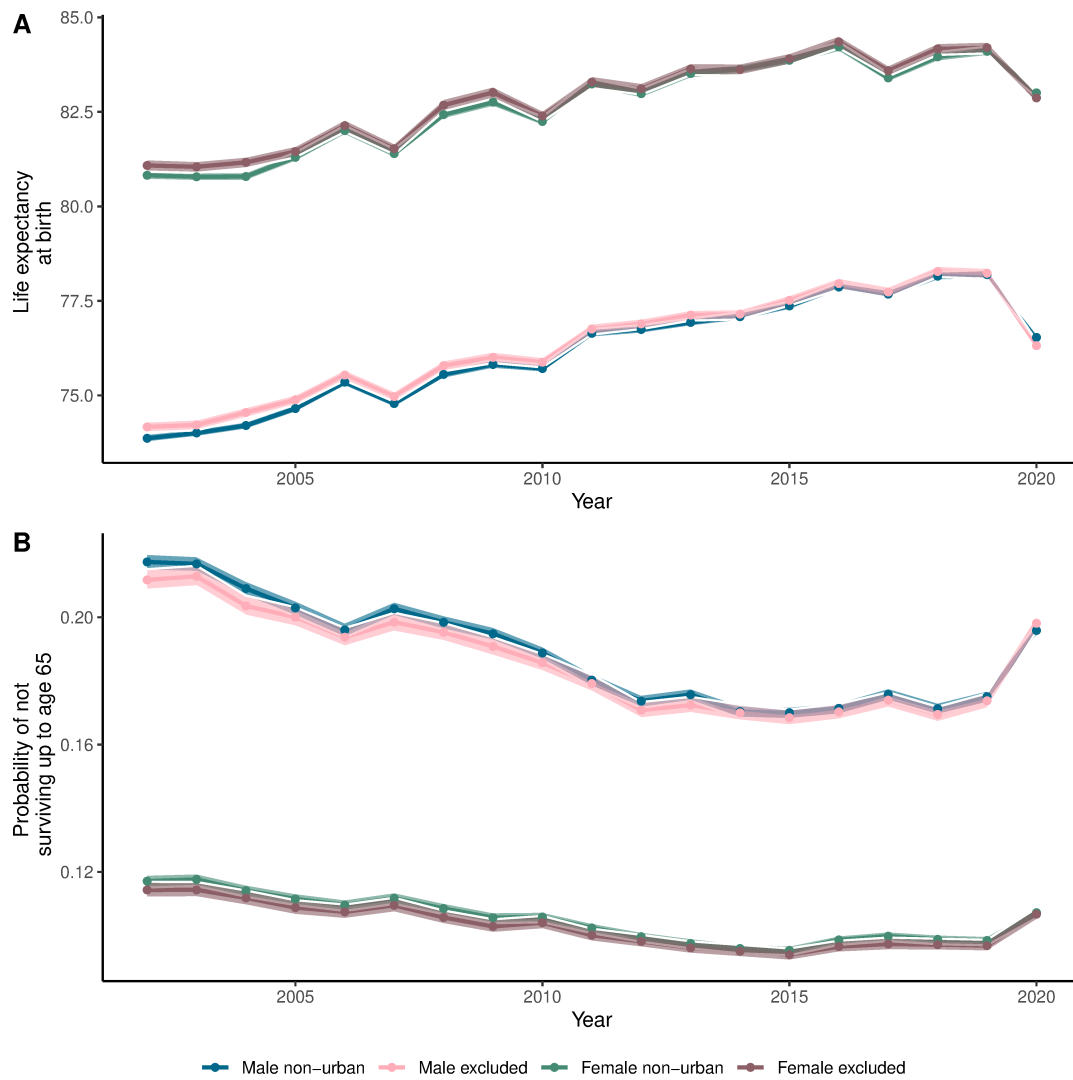 A
85.0
82.5
80.0
77.5
75.0
Life expectancy
at birth
2005 2010 2015 2020
Year
B
0.20
0.16
0.12
Probability of not
surviving up to age 65
2005 2010 2015 2020
Year
Male non−urban Male excluded Female non−urban Female excluded